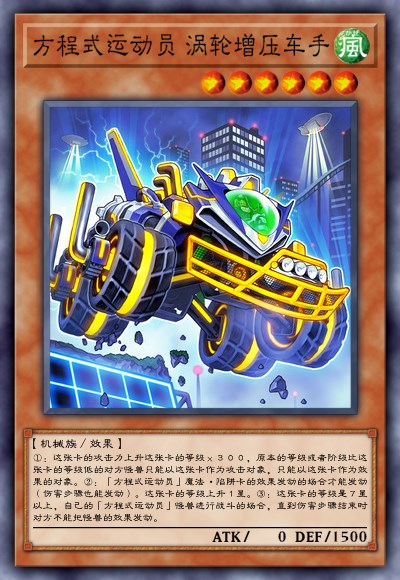 方程式运动员 涡轮增压车手
風
【机械族／效果】
①：这张卡的攻击力上升这张卡的等级×３００，原本的等级或者阶级比这
张卡的等级低的对方怪兽只能以这张卡作为攻击对象，只能以这张卡作为效
果的对象。②：「方程式运动员」魔法·陷阱卡的效果发动的场合才能发动
（伤害步骤也能发动）。这张卡的等级上升１星。③：这张卡的等级是７星
以上，自己的「方程式运动员」怪兽进行战斗的场合，直到伤害步骤结束时
对方不能把怪兽的效果发动。
ATK/ 0 DEF/1500